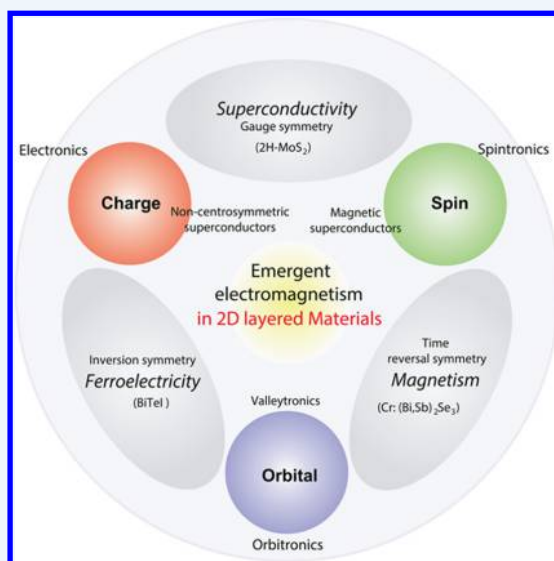 Superconductivity
Gauge symmetry
(2H-MoS₂)
Electronics
Spintronics
Charge
Spin
Non-centrosymmetric
superconductors
Magnetic
superconductors
Emergent
electromagnetism
in 2D layered Materials
Inversion symmetry
Ferroelectricity
(BiTeI )
Time
reversal symmetry
Magnetism
(Cr: (Bi,Sb)₂Se₃)
Valleytronics
Orbital
Orbitronics